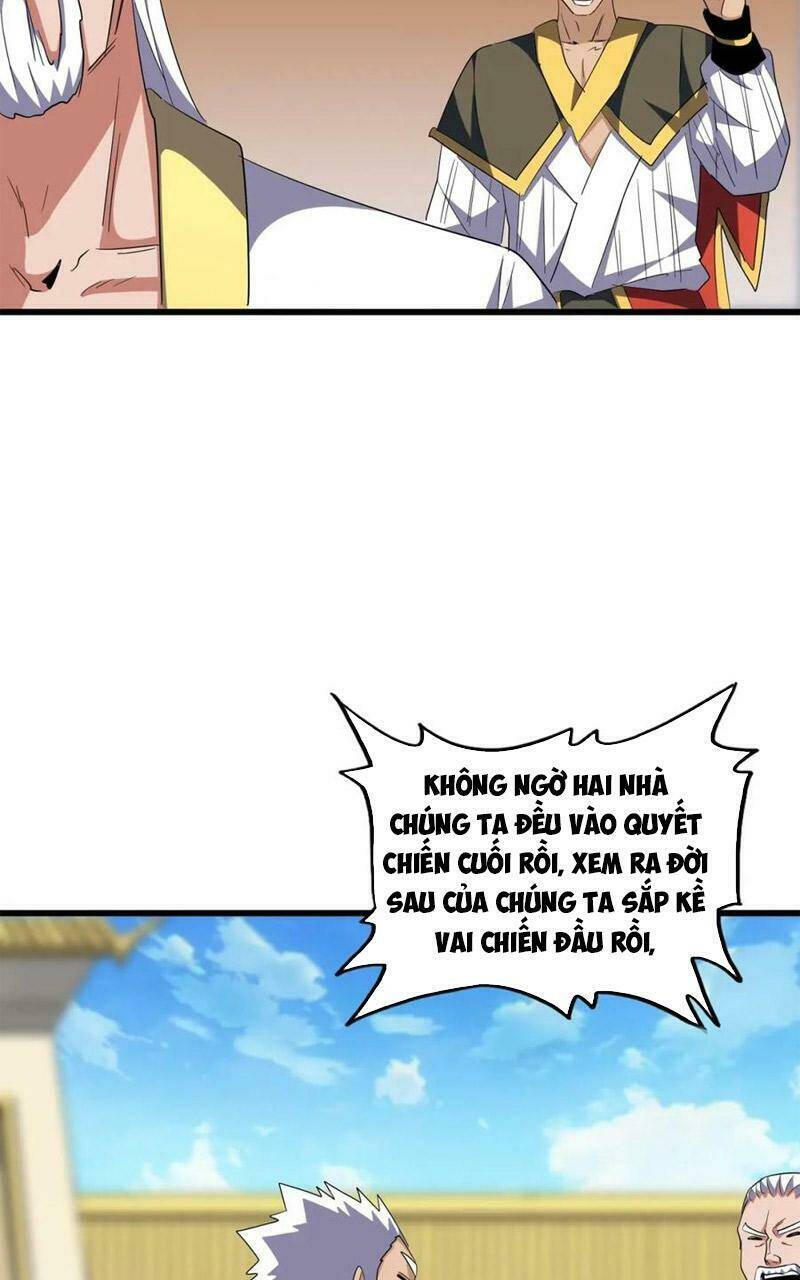 KHÔNG NGỜ HAI NHÀ
CHÚNG TA ĐỀU VÀO QUYẾT
CHIẾN CUỐI RỒI, XEM RA ĐỜI
SAU CỦA CHÚNG TA SẮP KỀ
VAI CHIẾN ĐẤU RỒI,